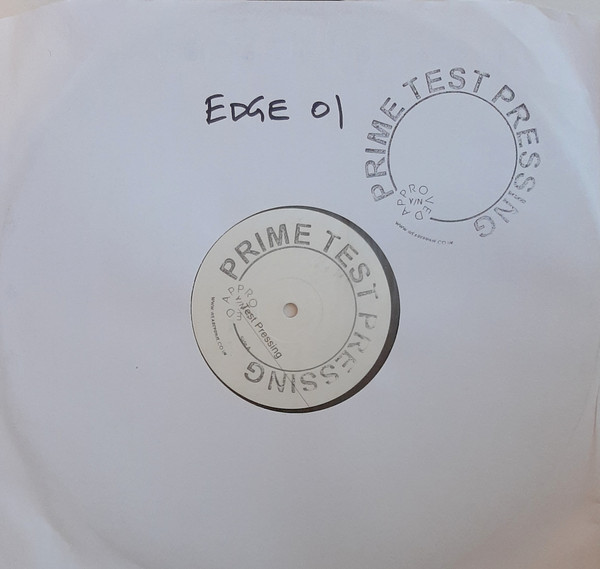 EDGE 01
PRIME TEST PRESSING
APPROVED
Y/N
PRIME TEST PRESSING
APPROVED
Y/N
Test Pressing